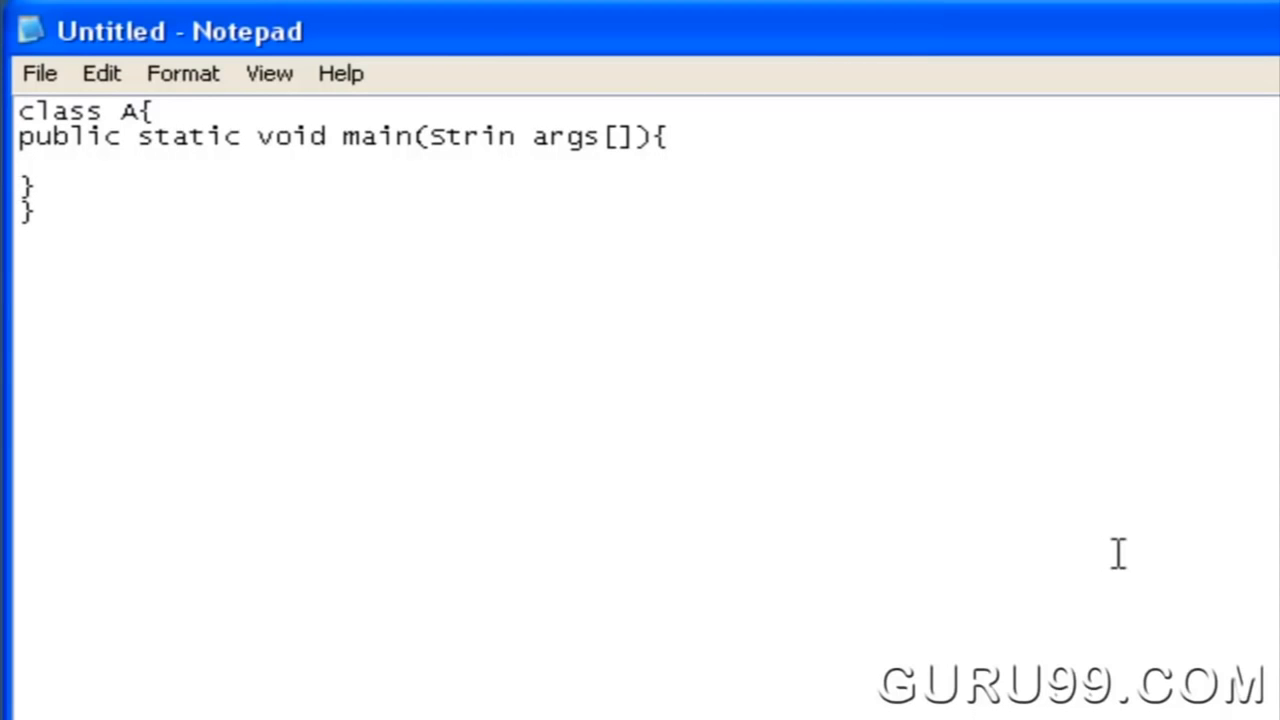 Untitled - Notepad
File Edit Format View Help
class A{
public static void main(Strin args[]){
}
}
GURU99.COM